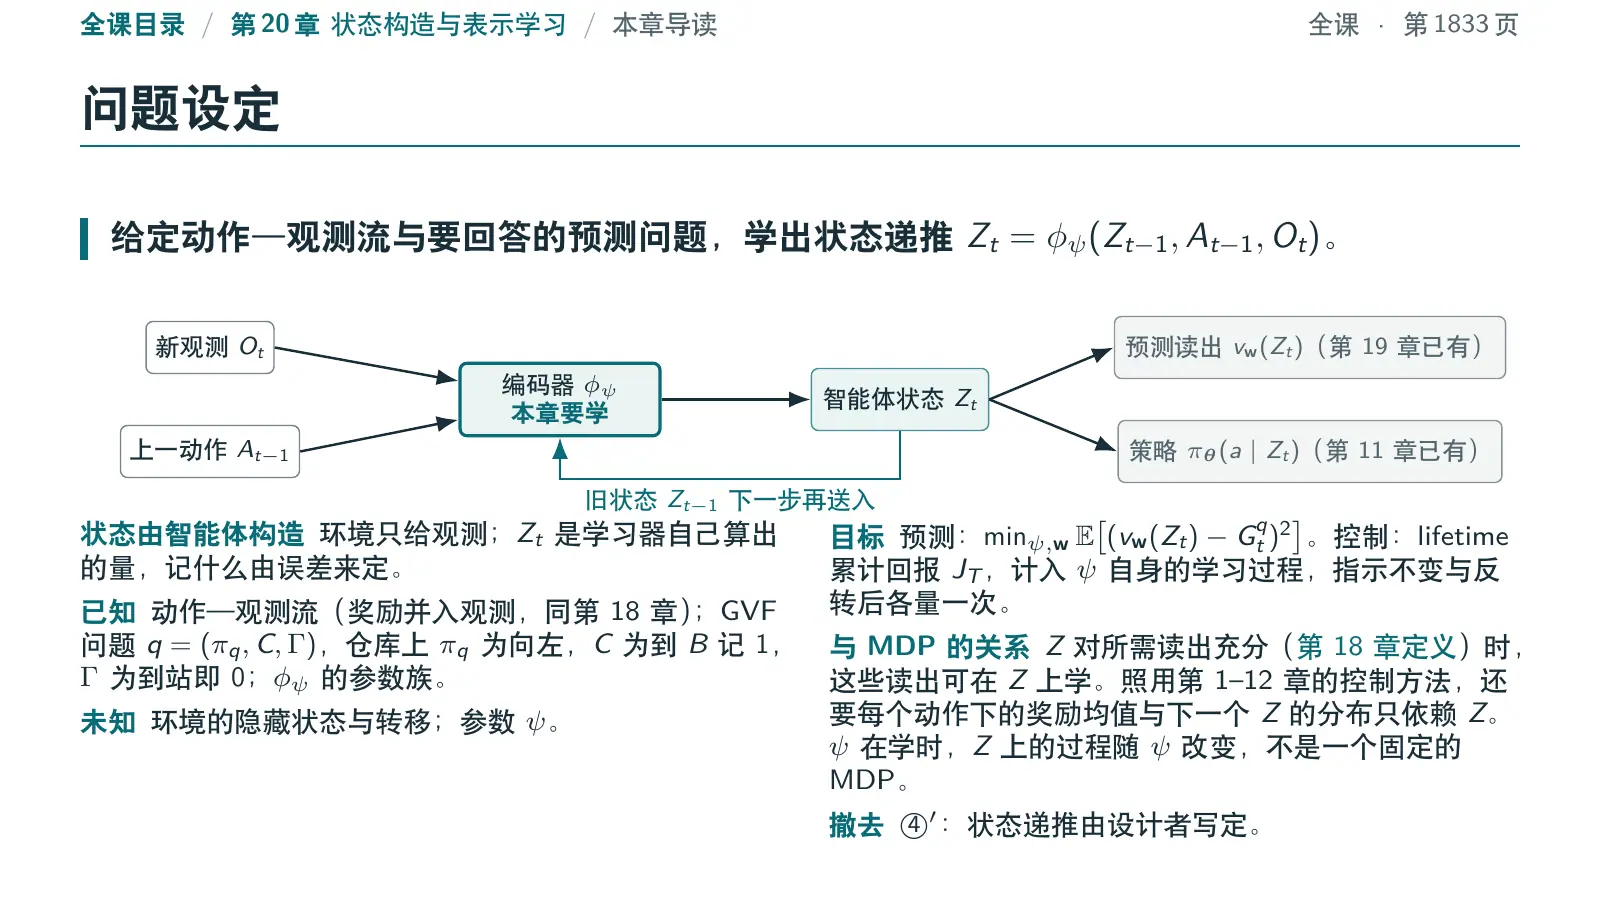 全课目录 / 第 20 章 状态构造与表示学习 / 本章导读
全课 · 第 1833 页
问题设定
给定动作—观测流与要回答的预测问题，学出状态递推 Z_t = ϕ_ψ(Z_{t−1}, A_{t−1}, O_t)。
新观测 O_t
上一动作 A_{t−1}
编码器 ϕ_ψ
本章要学
智能体状态 Z_t
预测读出 v_w(Z_t)（第 19 章已有）
策略 π_θ(a | Z_t)（第 11 章已有）
旧状态 Z_{t−1} 下一步再送入
状态由智能体构造 环境只给观测；Z_t 是学习器自己算出
的量，记什么由误差来定。
已知 动作—观测流（奖励并入观测，同第 18 章）；GVF
问题 q = (π_q, C, Γ)，仓库上 π_q 为向左，C 为到 B 记 1，
Γ 为到站即 0；ϕ_ψ 的参数族。
未知 环境的隐藏状态与转移；参数 ψ。
目标 预测：min_{ψ,w} 𝔼[(v_w(Z_t) − G_t^q)²]。控制：lifetime
累计回报 J_T，计入 ψ 自身的学习过程，指示不变与反
转后各量一次。
与 MDP 的关系 Z 对所需读出充分（第 18 章定义）时，
这些读出可在 Z 上学。照用第 1–12 章的控制方法，还
要每个动作下的奖励均值与下一个 Z 的分布只依赖 Z。
ψ 在学时，Z 上的过程随 ψ 改变，不是一个固定的
MDP。
撤去 ④′：状态递推由设计者写定。